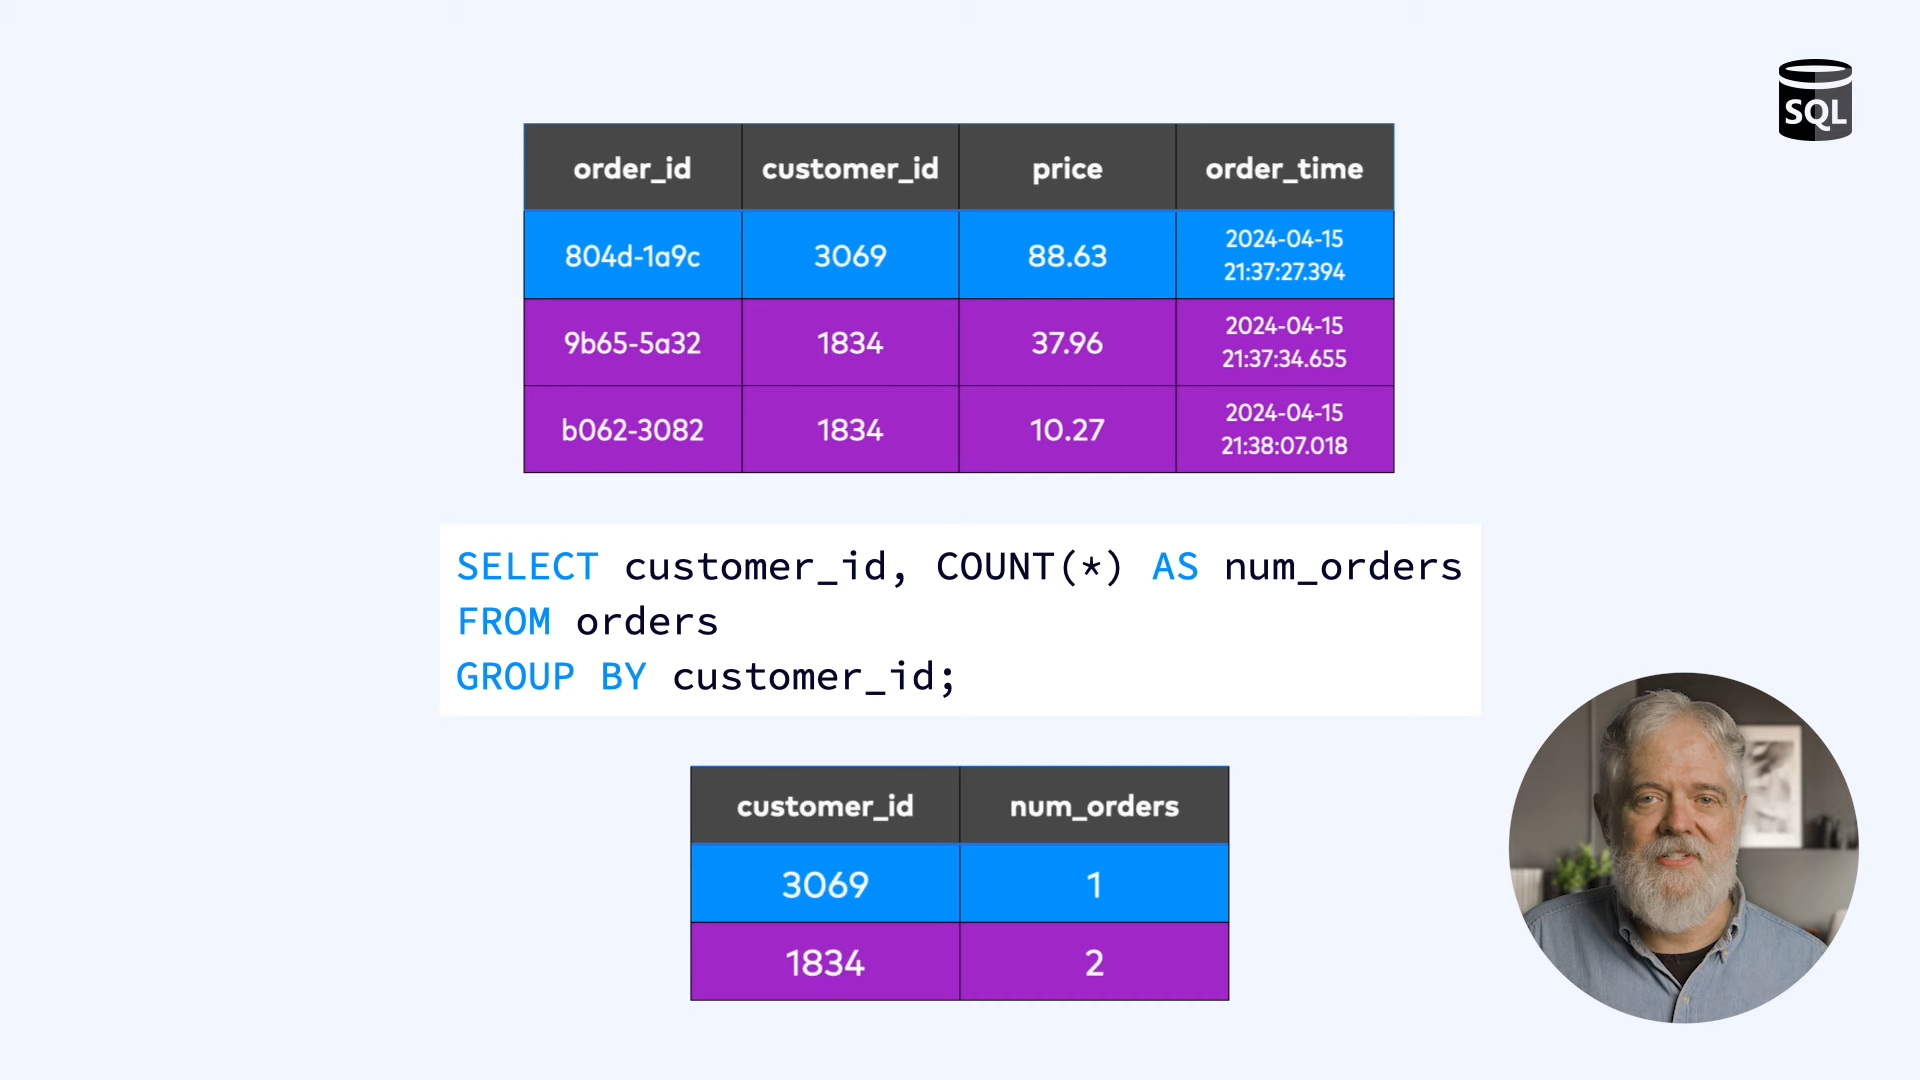 SQL
order_id customer_id price order_time
804d-1a9c 3069 88.63 2024-04-15
21:37:27.394
9b65-5a32 1834 37.96 2024-04-15
21:37:34.655
b062-3082 1834 10.27 2024-04-15
21:38:07.018
SELECT customer_id, COUNT(*) AS num_orders
FROM orders
GROUP BY customer_id;
customer_id num_orders
3069 1
1834 2